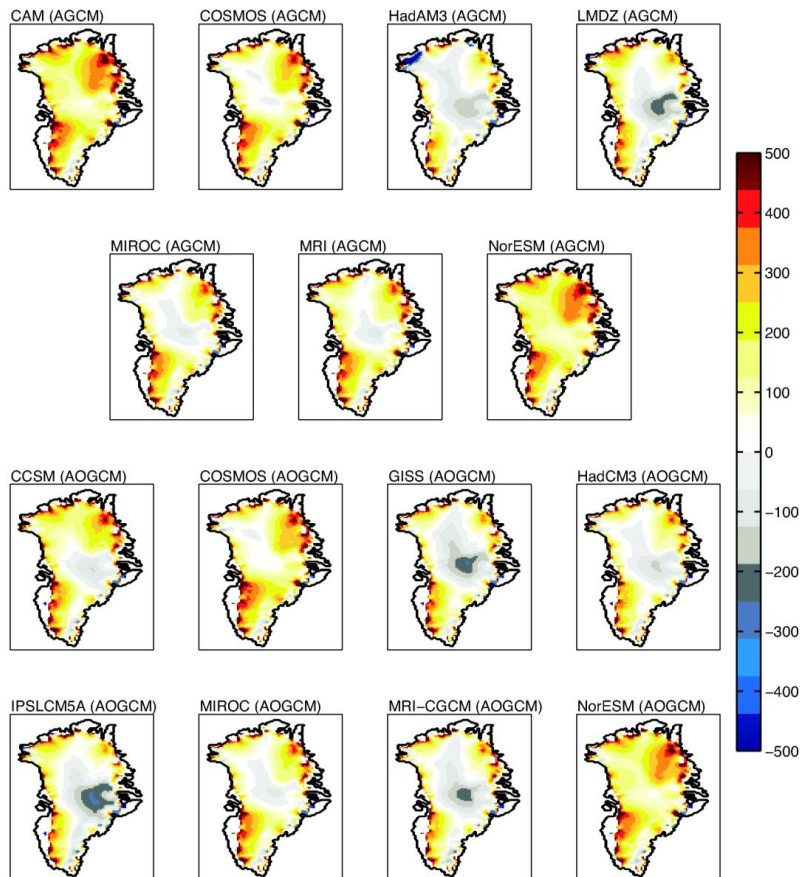 CAM (AGCM)
COSMOS (AGCM)
HadAM3 (AGCM)
LMDZ (AGCM)
MIROC (AGCM)
MRI (AGCM)
NorESM (AGCM)
CCSM (AOGCM)
COSMOS (AOGCM)
GISS (AOGCM)
HadCM3 (AOGCM)
IPSLCM5A (AOGCM)
MIROC (AOGCM)
MRI−CGCM (AOGCM)
NorESM (AOGCM)
500
400
300
200
100
0
−100
−200
−300
−400
−500